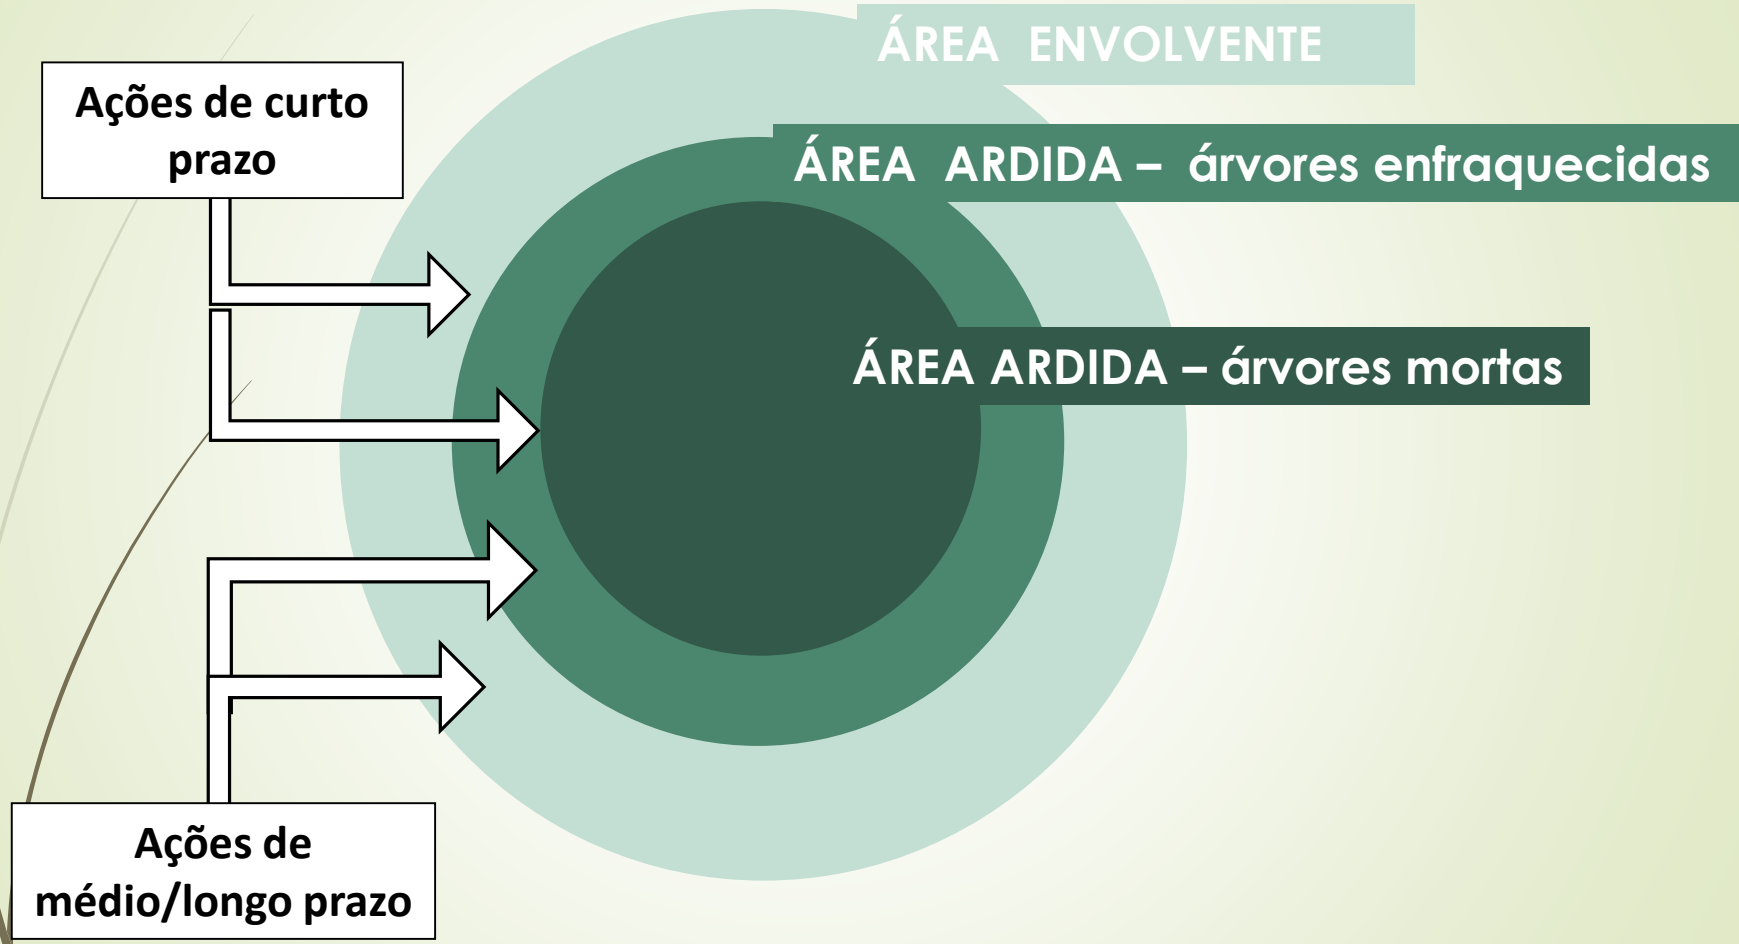 ÁREA ENVOLVENTE
Ações de curto
prazo
ÁREA ARDIDA – árvores enfraquecidas
ÁREA ARDIDA – árvores mortas
Ações de
médio/longo prazo